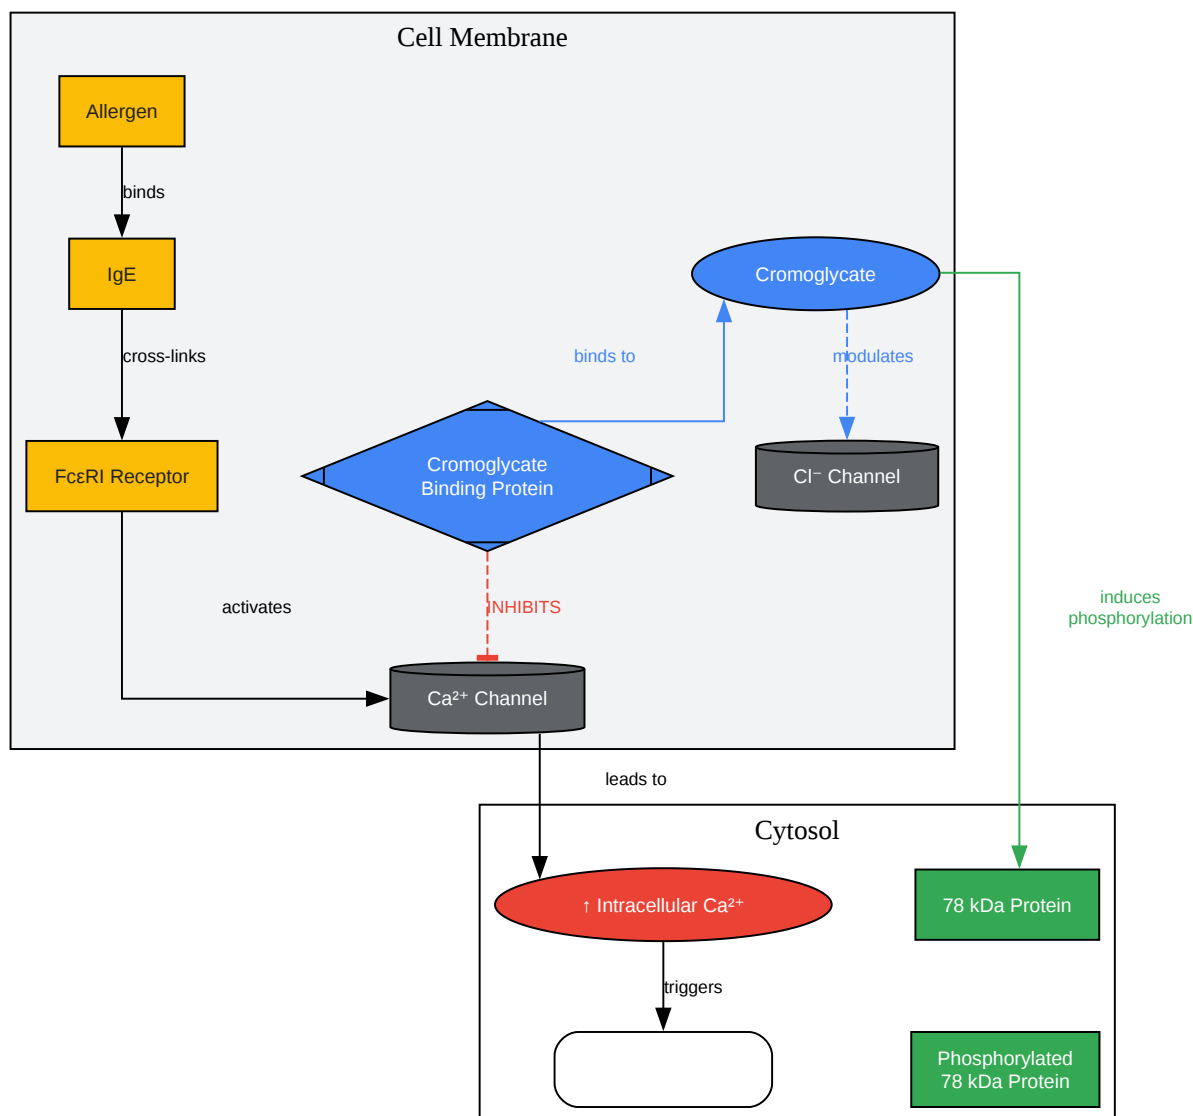 Cell Membrane
Allergen
binds
IgE
Cromoglycate
cross-links
binds to
modulates
FcεRI Receptor
Cromoglycate
Binding Protein
Cl⁻ Channel
activates
INHIBITS
induces
phosphorylation
Ca²⁺ Channel
leads to
Cytosol
↑ Intracellular Ca²⁺
78 kDa Protein
triggers
Phosphorylated
78 kDa Protein